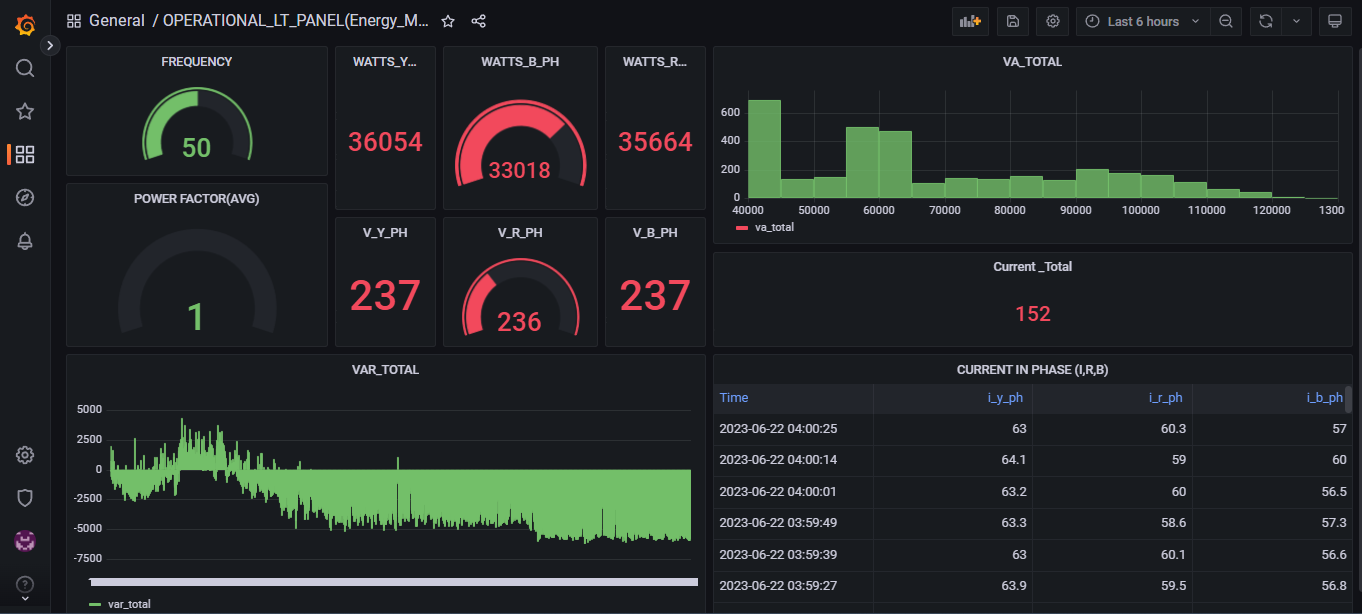 General / OPERATIONAL_LT_PANEL(Energy_M...
Last 6 hours
FREQUENCY
50
WATTS_Y...
36054
WATTS_B_PH
33018
WATTS_R...
35664
VA_TOTAL
600
400
200
0
40000 50000 60000 70000 80000 90000 100000 110000 120000 1300
va_total
POWER FACTOR(AVG)
1
V_Y_PH
237
V_R_PH
236
V_B_PH
237
Current _Total
152
VAR_TOTAL
5000
2500
0
-2500
-5000
-7500
var_total
CURRENT IN PHASE (I,R,B)
Time i_y_ph i_r_ph i_b_ph
2023-06-22 04:00:25 63 60.3 57
2023-06-22 04:00:14 64.1 59 60
2023-06-22 04:00:01 63.2 60 56.5
2023-06-22 03:59:49 63.3 58.6 57.3
2023-06-22 03:59:39 63 60.1 56.6
2023-06-22 03:59:27 63.9 59.5 56.8